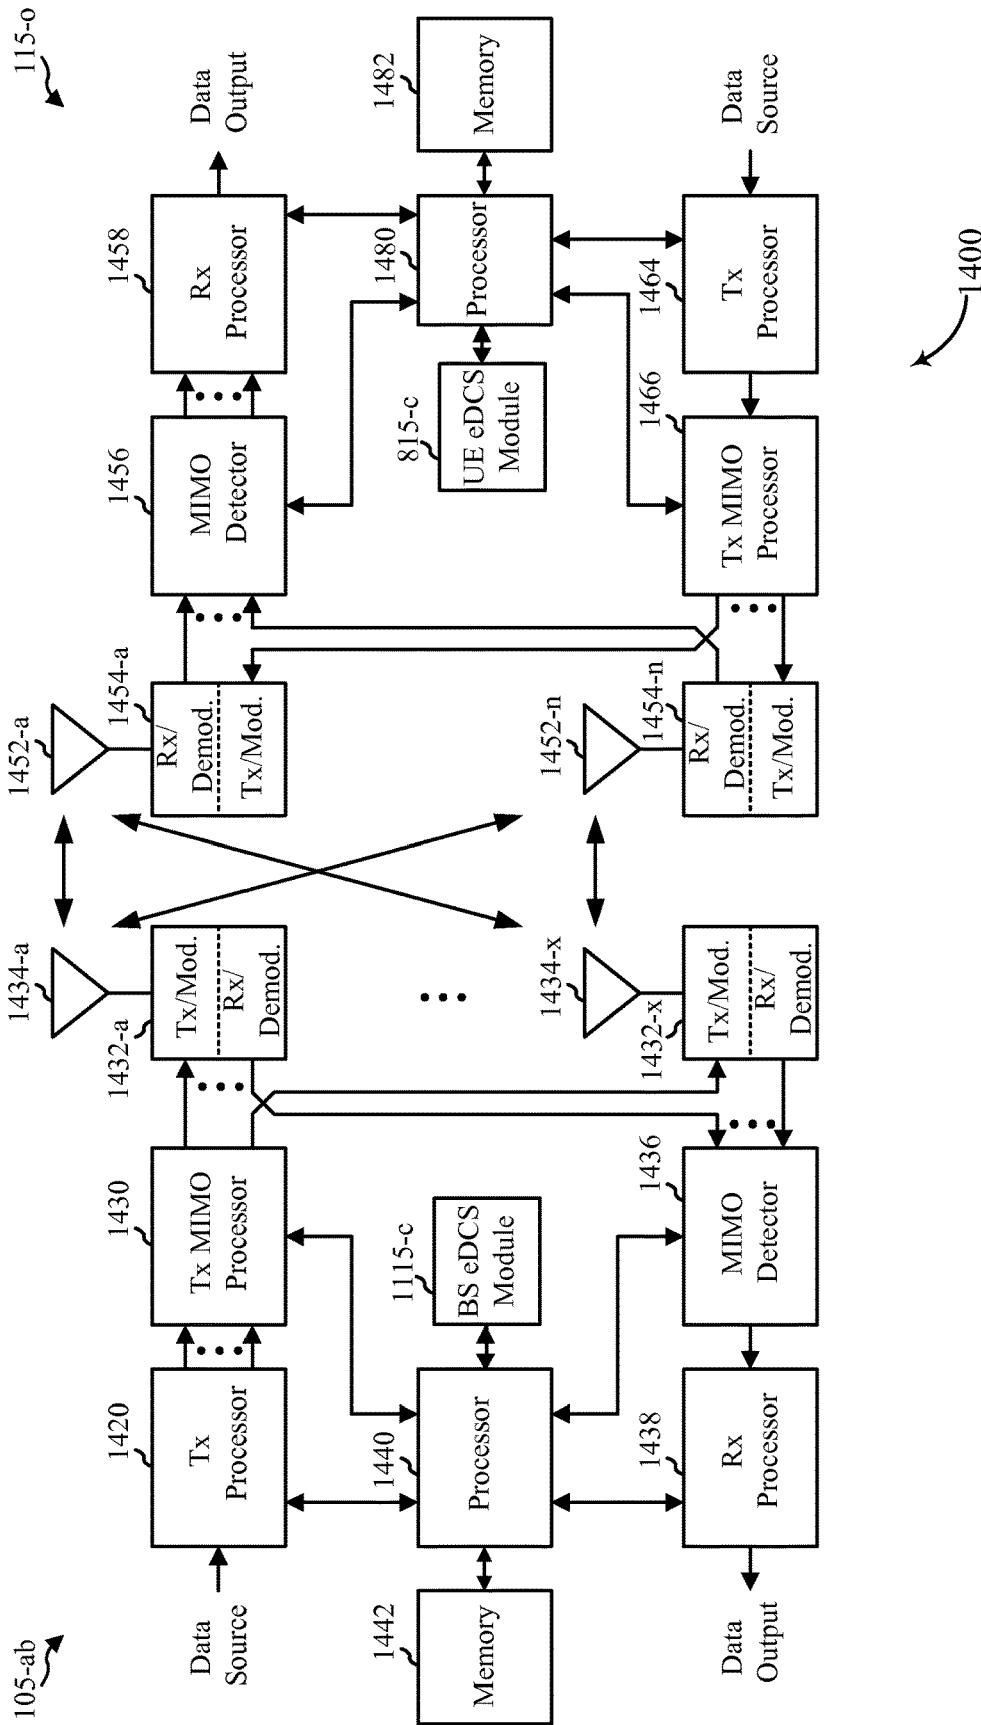 105-ab
115-o
1420
1430
1432-a
1434-a
1452-a
1454-a
1456
1458
Data
Source
Tx
Processor
Tx MIMO
Processor
Tx/Mod.
Rx/
Demod.
Rx/
Demod.
Tx/Mod.
MIMO
Detector
Rx
Processor
Data
Output
1442
Memory
1440
Processor
1115-c
BS eDCS
Module
815-c
UE eDCS
Module
1480
Processor
1482
Memory
1438
1436
1432-x
1434-x
1452-n
1454-n
1466
1464
Data
Output
Rx
Processor
MIMO
Detector
Tx/Mod.
Rx/
Demod.
Rx/
Demod.
Tx/Mod.
Tx MIMO
Processor
Tx
Processor
Data
Source
1400